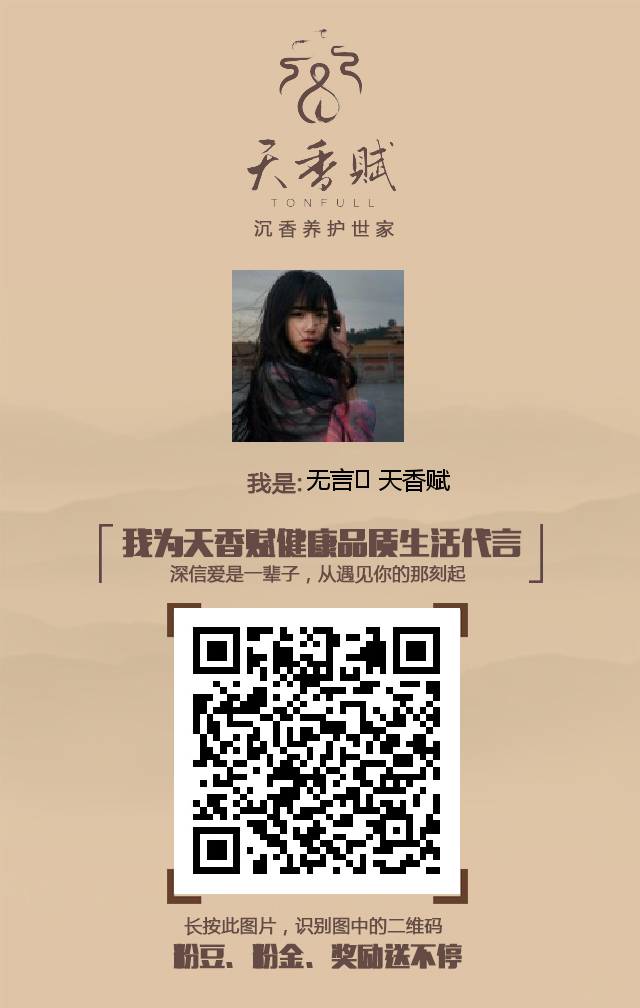 天香赋
TONFULL
沉香养护世家
我是:无言 天香赋
我为天香赋健康品质生活代言
深信爱是一辈子，从遇见你的那刻起
长按此图片，识别图中的二维码
粉豆、粉金、奖励送不停